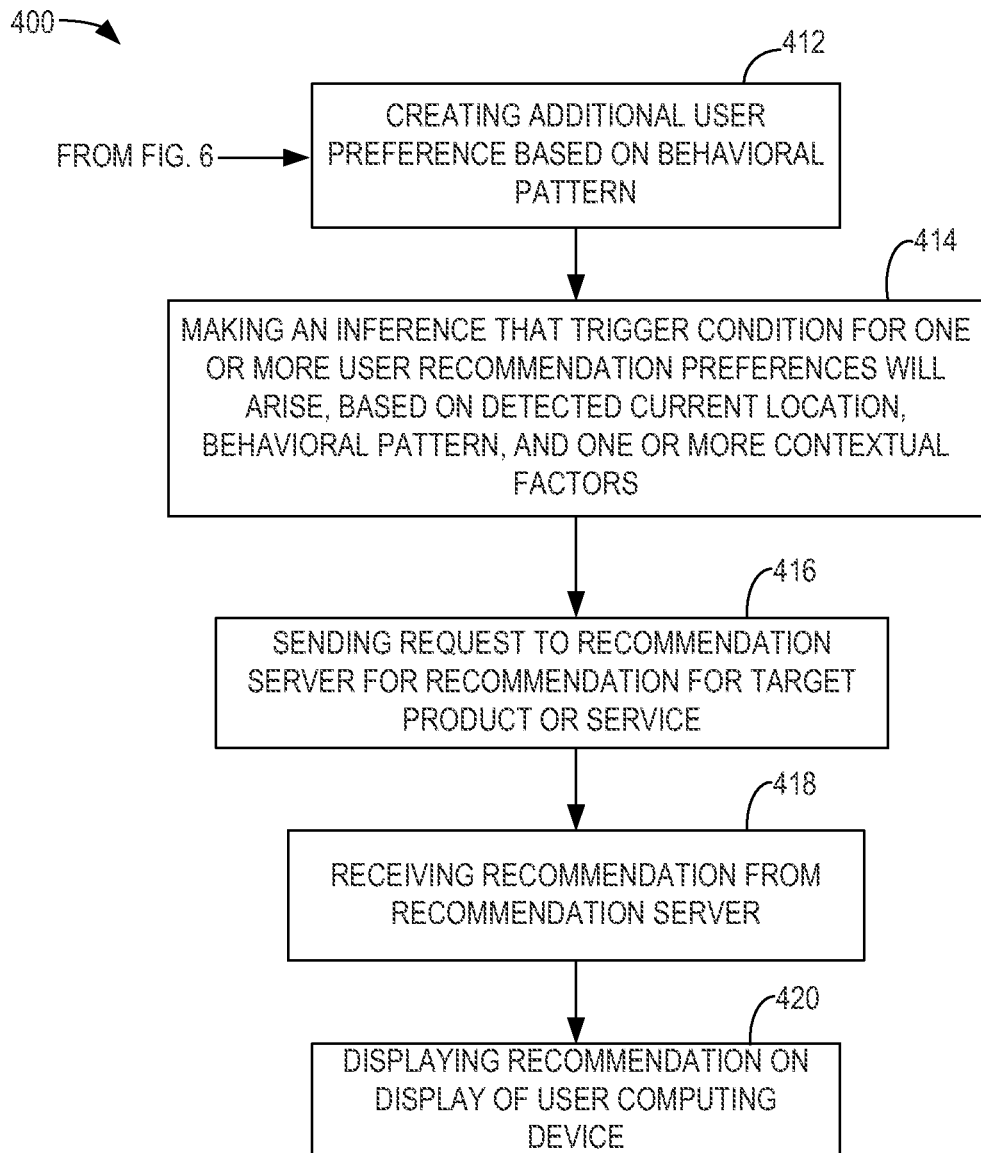 400
412
CREATING ADDITIONAL USER
PREFERENCE BASED ON BEHAVIORAL
PATTERN
FROM FIG. 6
414
MAKING AN INFERENCE THAT TRIGGER CONDITION FOR ONE
OR MORE USER RECOMMENDATION PREFERENCES WILL
ARISE, BASED ON DETECTED CURRENT LOCATION,
BEHAVIORAL PATTERN, AND ONE OR MORE CONTEXTUAL
FACTORS
416
SENDING REQUEST TO RECOMMENDATION
SERVER FOR RECOMMENDATION FOR TARGET
PRODUCT OR SERVICE
418
RECEIVING RECOMMENDATION FROM
RECOMMENDATION SERVER
420
DISPLAYING RECOMMENDATION ON
DISPLAY OF USER COMPUTING
DEVICE